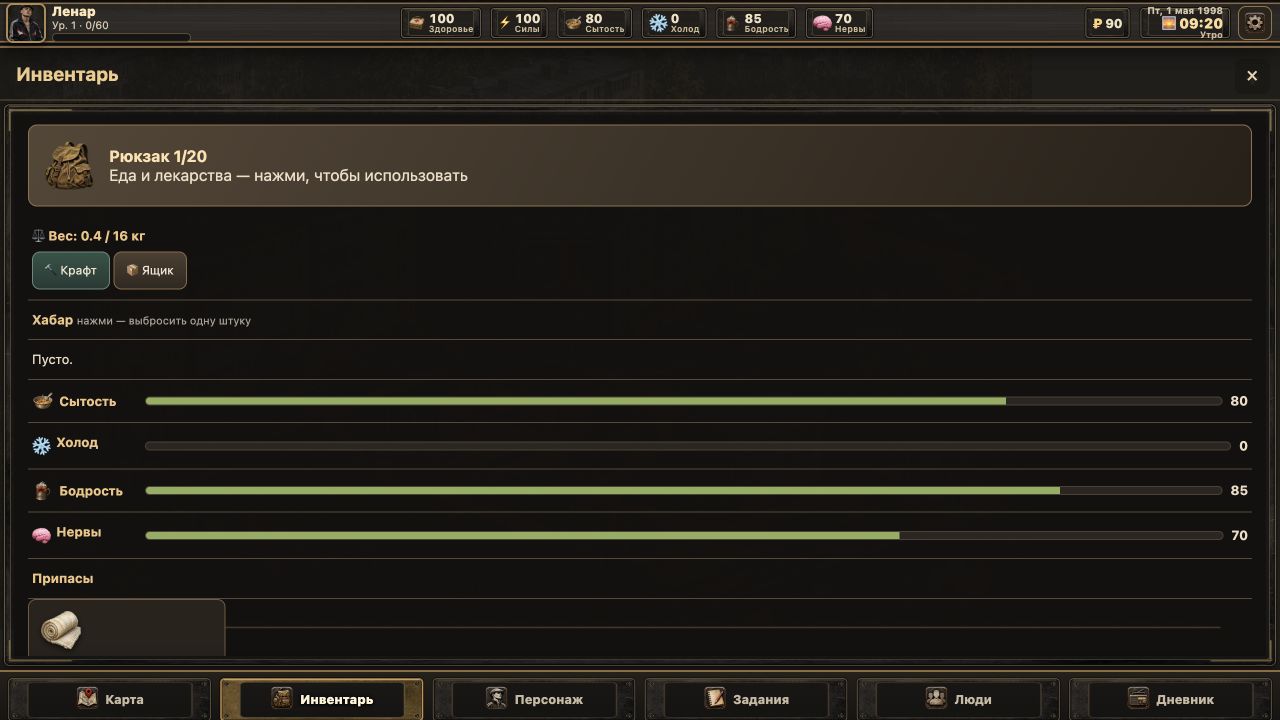 Ленар
Ур. 1 · 0/60
100
Здоровье
100
Силы
80
Сытость
0
Холод
85
Бодрость
70
Нервы
₽ 90
Пт, 1 мая 1998
09:20
Утро
Инвентарь
×
Рюкзак 1/20
Еда и лекарства — нажми, чтобы использовать
Вес: 0.4 / 16 кг
Крафт
Ящик
Хабар нажми — выбросить одну штуку
Пусто.
Сытость 80
Холод 0
Бодрость 85
Нервы 70
Припасы
Карта
Инвентарь
Персонаж
Задания
Люди
Дневник